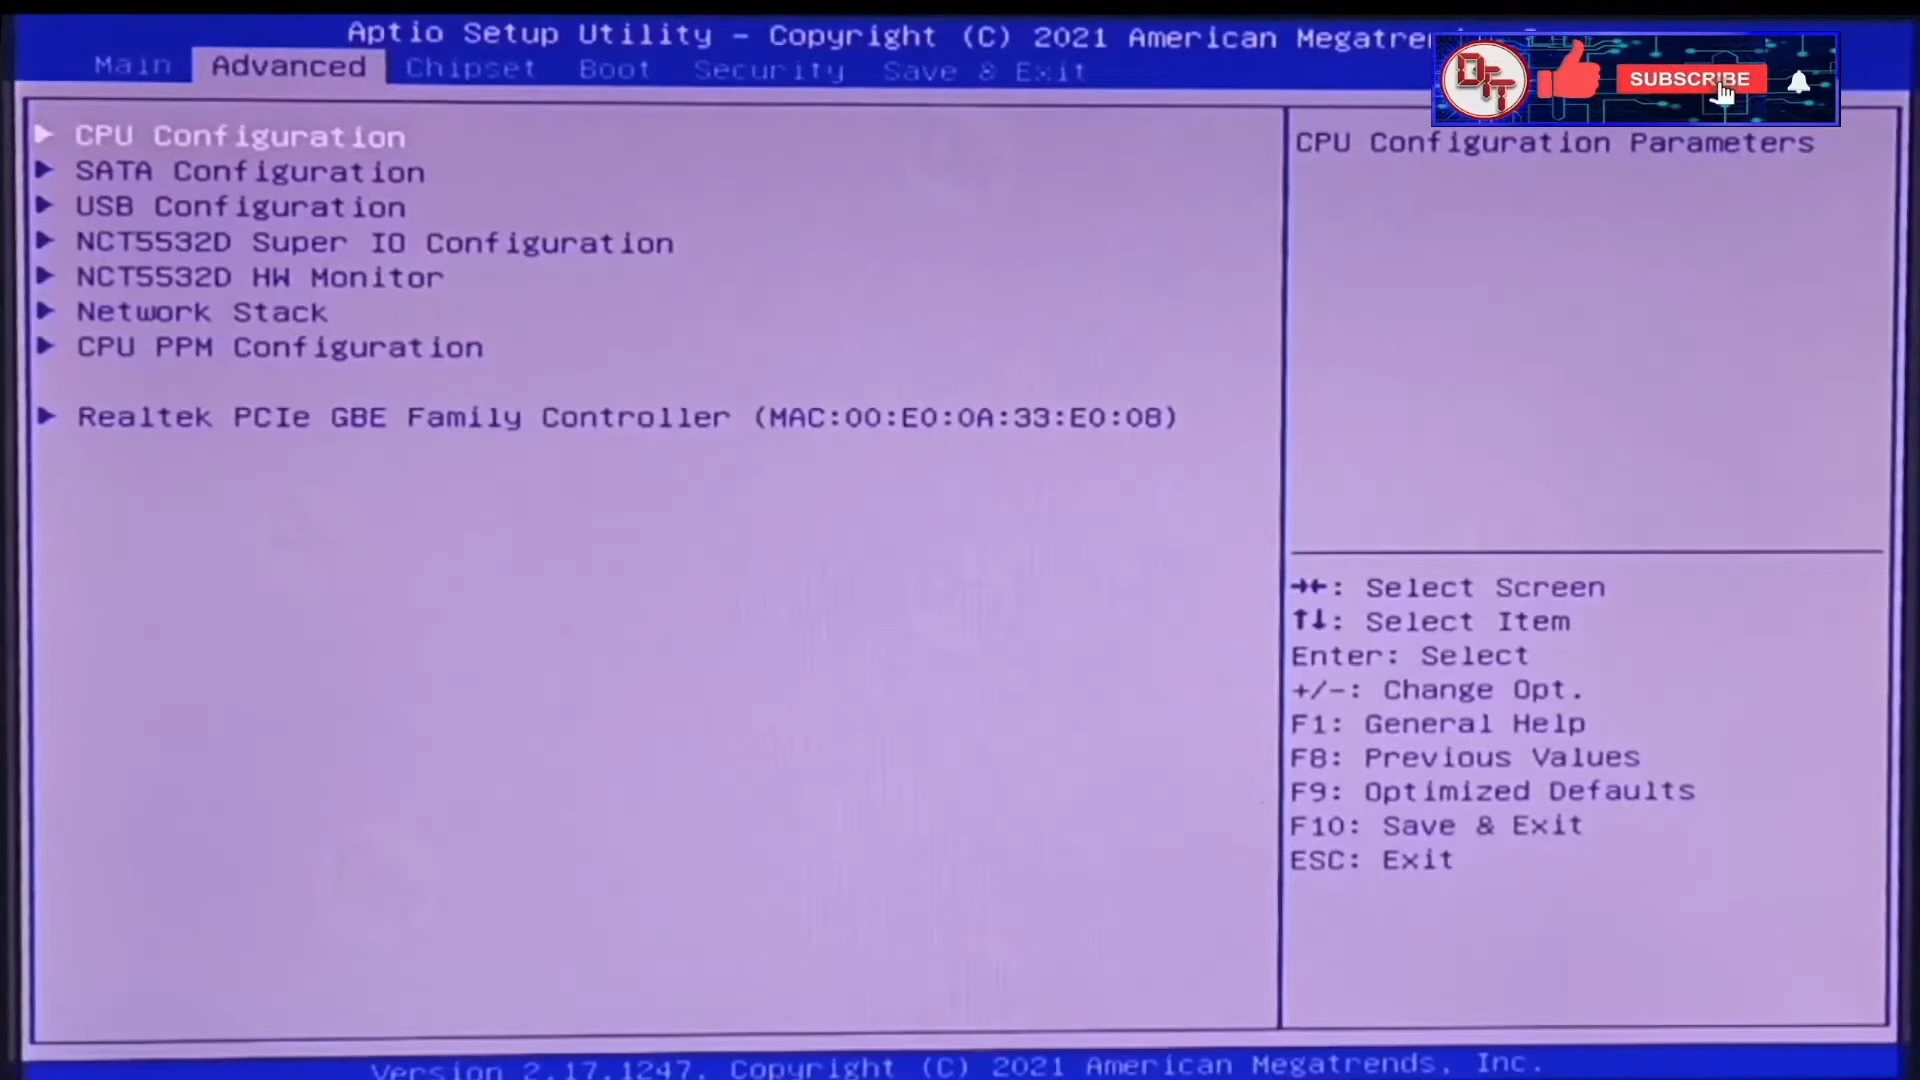 Aptio Setup Utility – Copyright (C) 2021 American
Main Advanced Chipset Boot Security Save & Exit
DTT SUBSCRIBE
► CPU Configuration
► SATA Configuration
► USB Configuration
► NCT5532D Super IO Configuration
► NCT5532D HW Monitor
► Network Stack
► CPU PPM Configuration
► Realtek PCIe GBE Family Controller (MAC:00:E0:0A:33:E0:08)
CPU Configuration Parameters
→←: Select Screen
↑↓: Select Item
Enter: Select
+/-: Change Opt.
F1: General Help
F8: Previous Values
F9: Optimized Defaults
F10: Save & Exit
ESC: Exit
Version 2.17.1247. Copyright (C) 2021 American Megatrends, Inc.